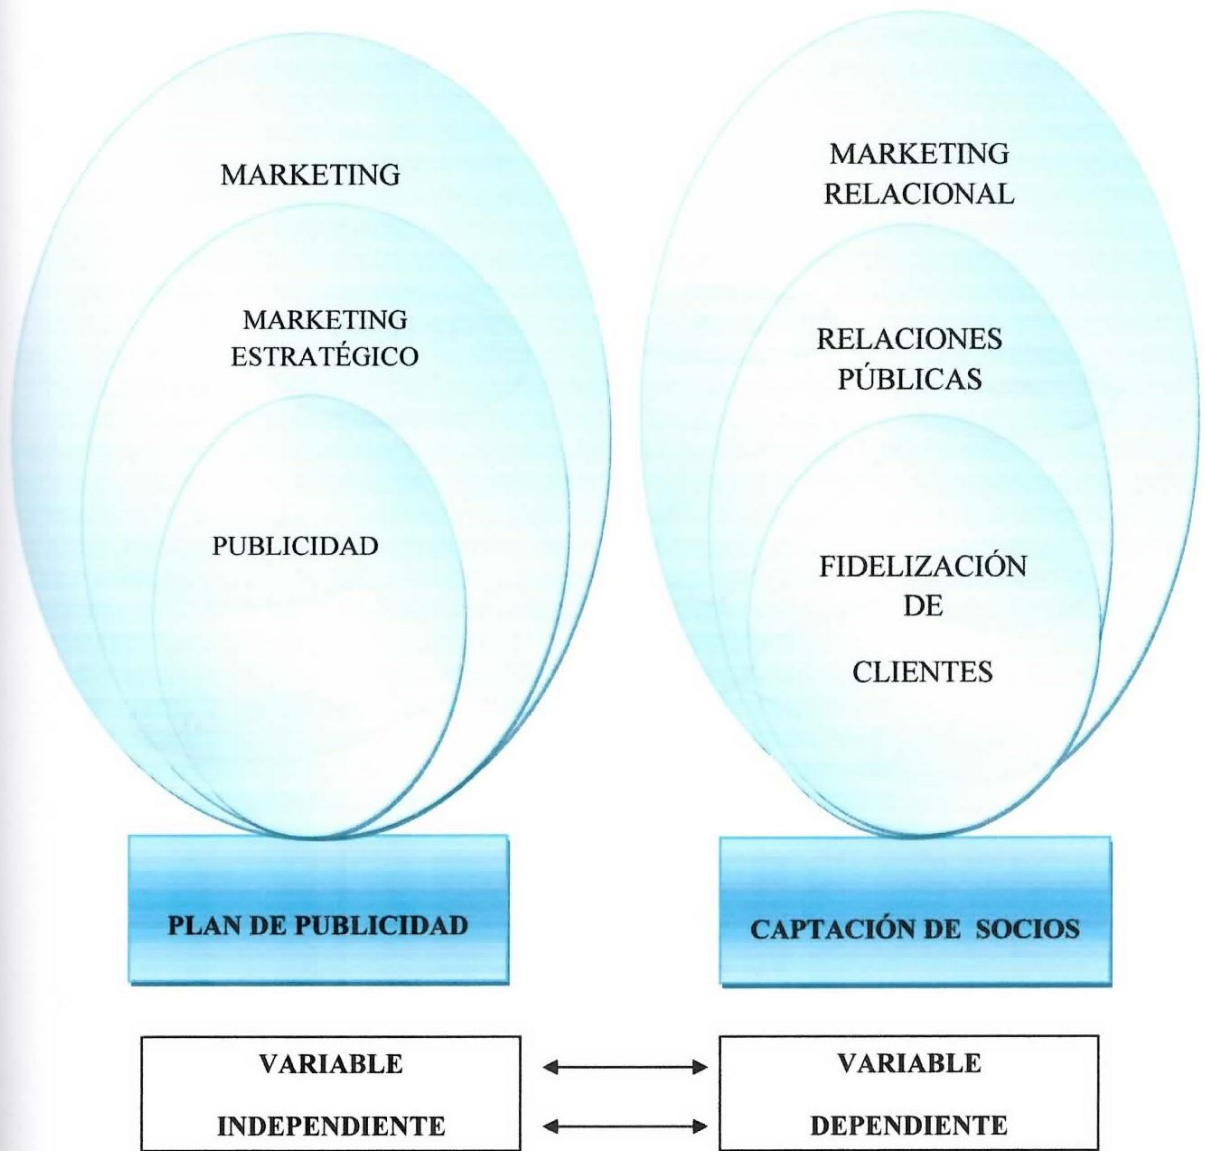 MARKETING
MARKETING
ESTRATÉGICO
PUBLICIDAD
PLAN DE PUBLICIDAD
VARIABLE
INDEPENDIENTE
MARKETING
RELACIONAL
RELACIONES
PÚBLICAS
FIDELIZACIÓN
DE
CLIENTES
CAPTACIÓN DE SOCIOS
VARIABLE
DEPENDIENTE